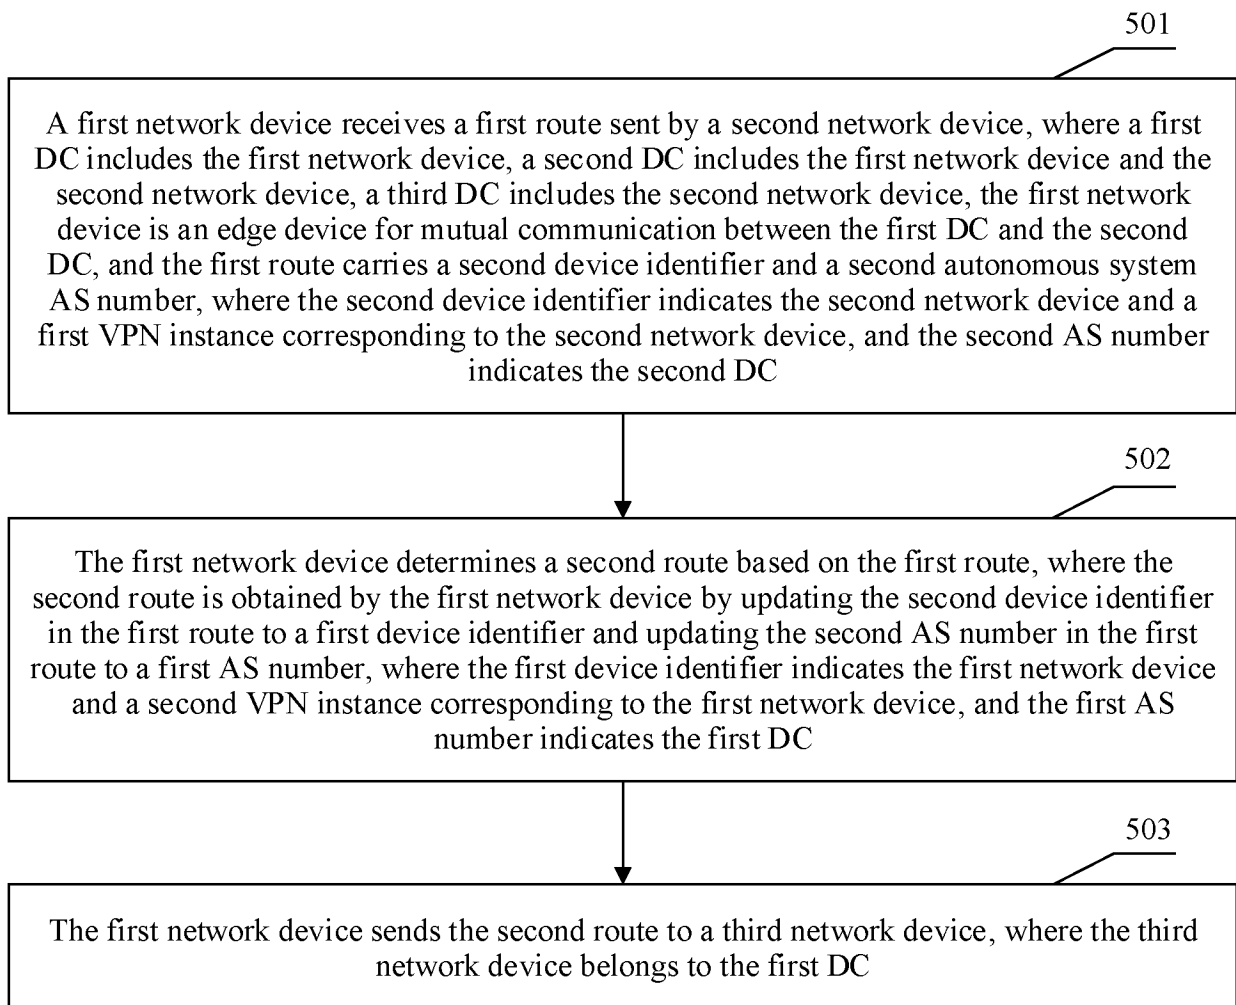 501
A first network device receives a first route sent by a second network device, where a first
DC includes the first network device, a second DC includes the first network device and the
second network device, a third DC includes the second network device, the first network
device is an edge device for mutual communication between the first DC and the second
DC, and the first route carries a second device identifier and a second autonomous system
AS number, where the second device identifier indicates the second network device and a
first VPN instance corresponding to the second network device, and the second AS number
indicates the second DC
502
The first network device determines a second route based on the first route, where the
second route is obtained by the first network device by updating the second device identifier
in the first route to a first device identifier and updating the second AS number in the first
route to a first AS number, where the first device identifier indicates the first network device
and a second VPN instance corresponding to the first network device, and the first AS
number indicates the first DC
503
The first network device sends the second route to a third network device, where the third
network device belongs to the first DC